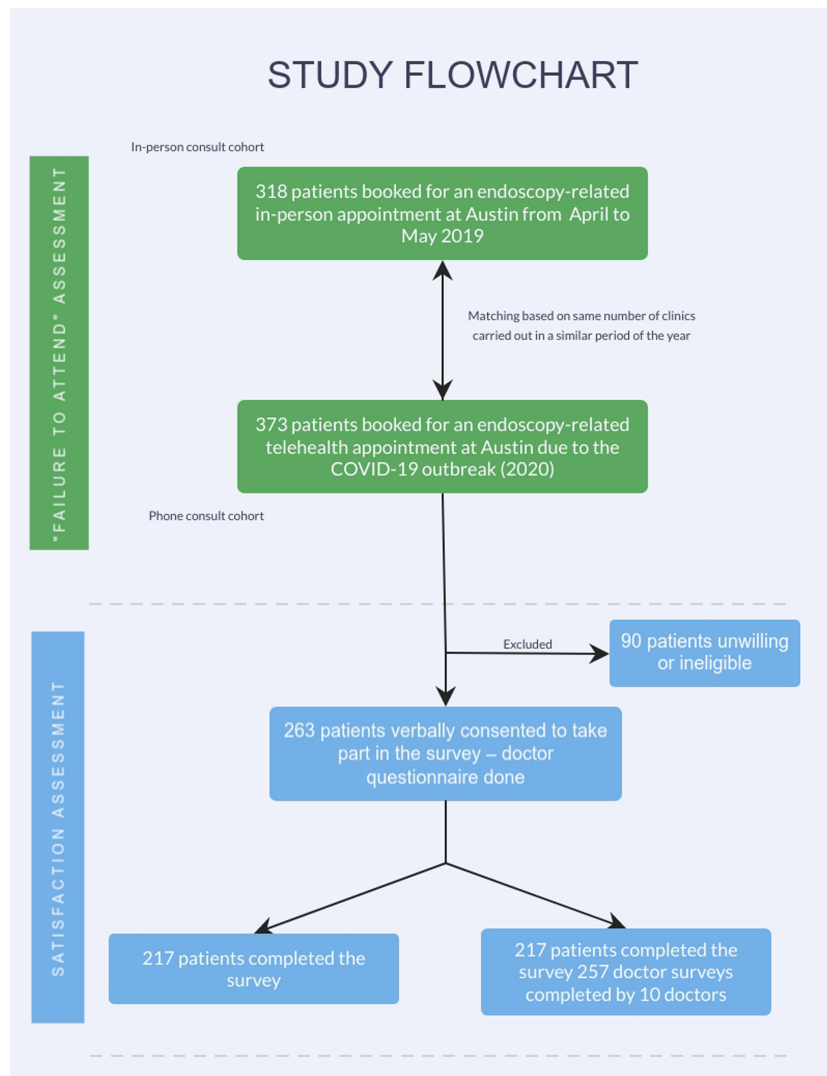 STUDY FLOWCHART
In-person consult cohort
"FAILURE TO ATTEND" ASSESSMENT
318 patients booked for an endoscopy-related
in-person appointment at Austin from April to
May 2019
Matching based on same number of clinics
carried out in a similar period of the year
373 patients booked for an endoscopy-related
telehealth appointment at Austin due to the
COVID-19 outbreak (2020)
Phone consult cohort
SATISFACTION ASSESSMENT
Excluded
90 patients unwilling
or ineligible
263 patients verbally consented to take
part in the survey – doctor
questionnaire done
217 patients completed the
survey
217 patients completed the
survey 257 doctor surveys
completed by 10 doctors